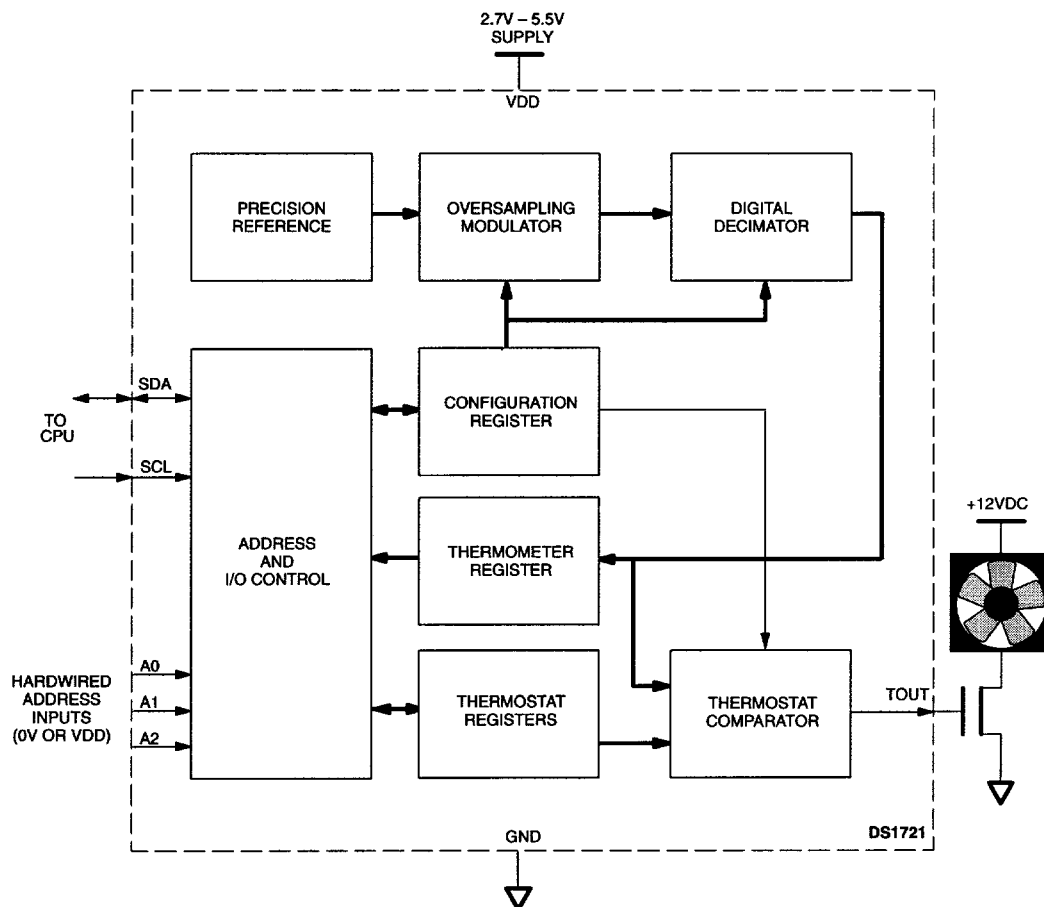 2.7V – 5.5V
SUPPLY
VDD
PRECISION
REFERENCE
OVERSAMPLING
MODULATOR
DIGITAL
DECIMATOR
SDA
TO
CPU
SCL
ADDRESS
AND
I/O CONTROL
CONFIGURATION
REGISTER
THERMOMETER
REGISTER
+12VDC
A0
HARDWIRED
ADDRESS
INPUTS
(0V OR VDD)
A1
A2
THERMOSTAT
REGISTERS
THERMOSTAT
COMPARATOR
TOUT
GND
DS1721